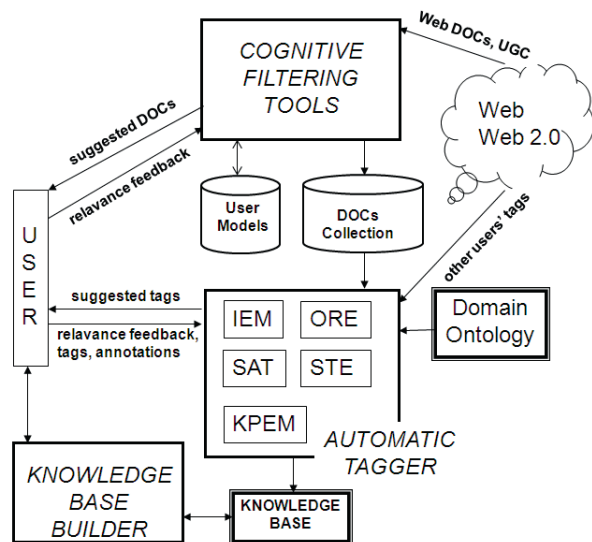 COGNITIVE
FILTERING
TOOLS
Web DOCs, UGC
Web
Web 2.0
suggested DOCs
relavance feedback
User
Models
DOCs
Collection
other users' tags
USER
suggested tags
relavance feedback,
tags, annotations
IEM
ORE
SAT
STE
KPEM
AUTOMATIC
TAGGER
Domain
Ontology
KNOWLEDGE
BASE
BUILDER
KNOWLEDGE
BASE